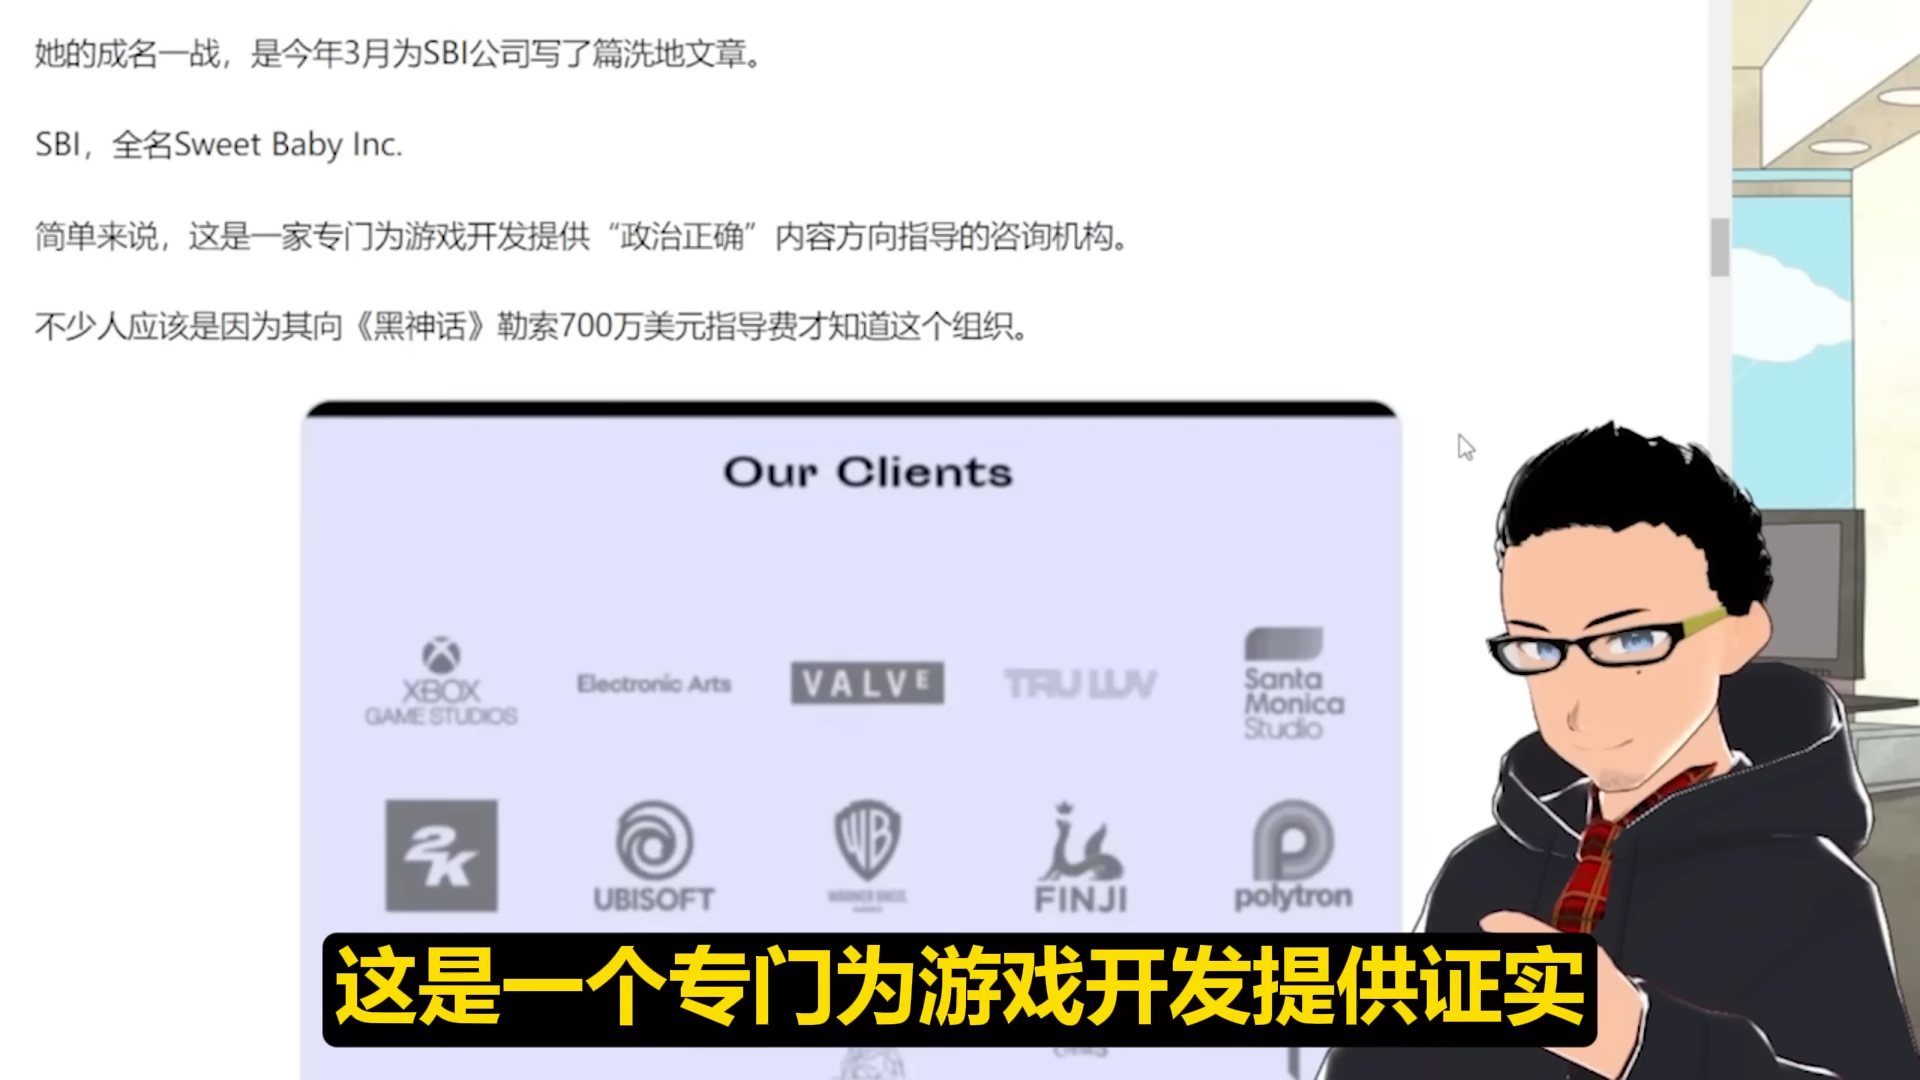 她的成名一战，是今年3月为SBI公司写了篇洗地文章。
SBI，全名Sweet Baby Inc.
简单来说，这是一家专门为游戏开发提供“政治正确”内容方向指导的咨询机构。
不少人应该是因为其向《黑神话》勒索700万美元指导费才知道这个组织。
Our Clients
XBOX
GAME STUDIOS
Electronic Arts
VALVE
TRU LUV
Santa
Monica
Studio
2K
UBISOFT
WB
WARNER BROS.
FINJI
polytron
这是一个专门为游戏开发提供证实